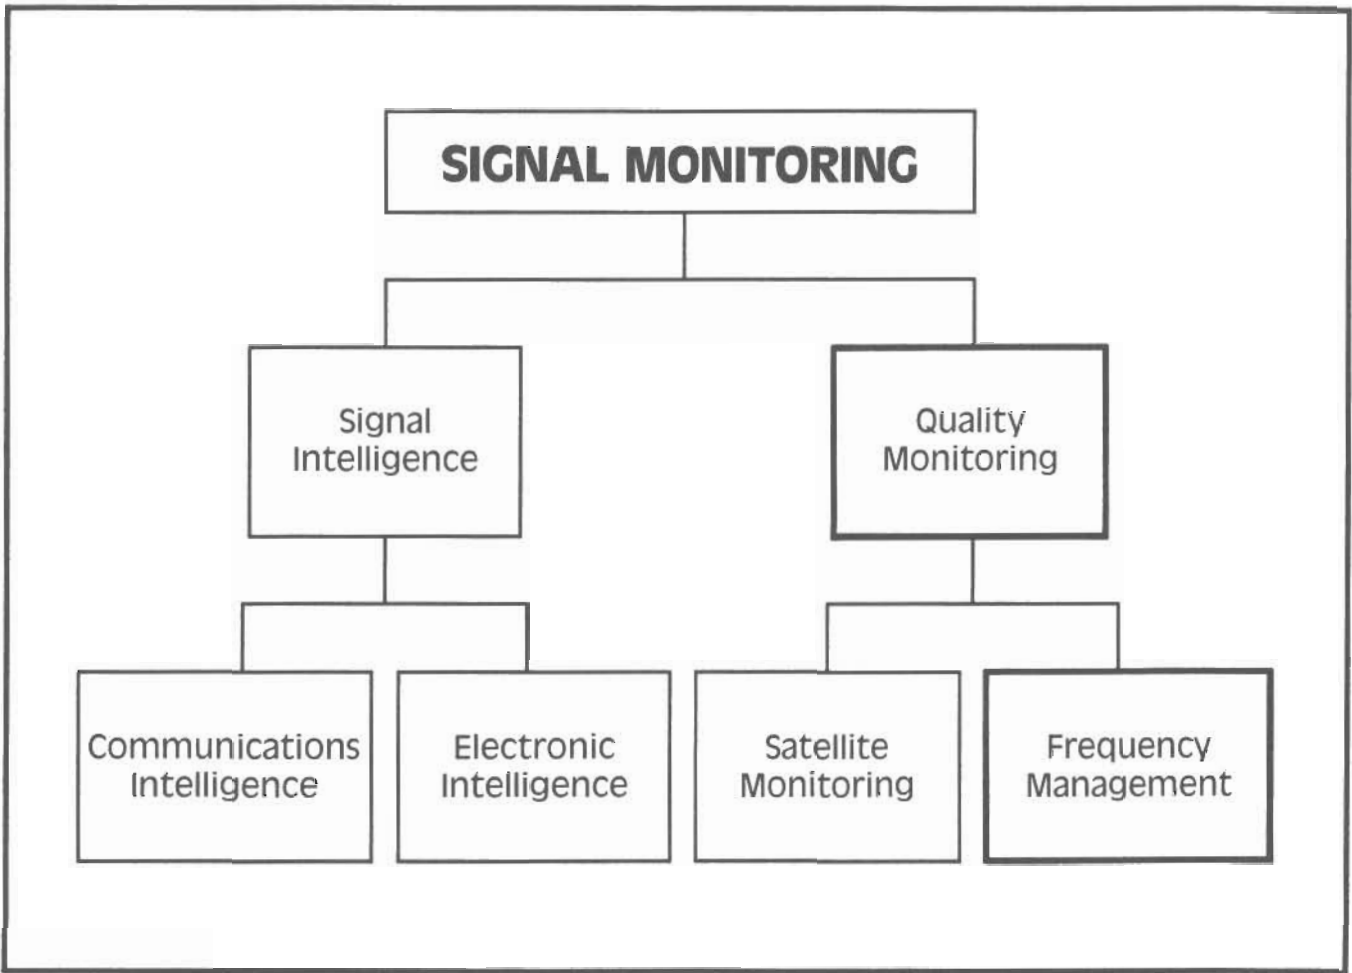 SIGNAL MONITORING
Signal
Intelligence
Quality
Monitoring
Communications
Intelligence
Electronic
Intelligence
Satellite
Monitoring
Frequency
Management